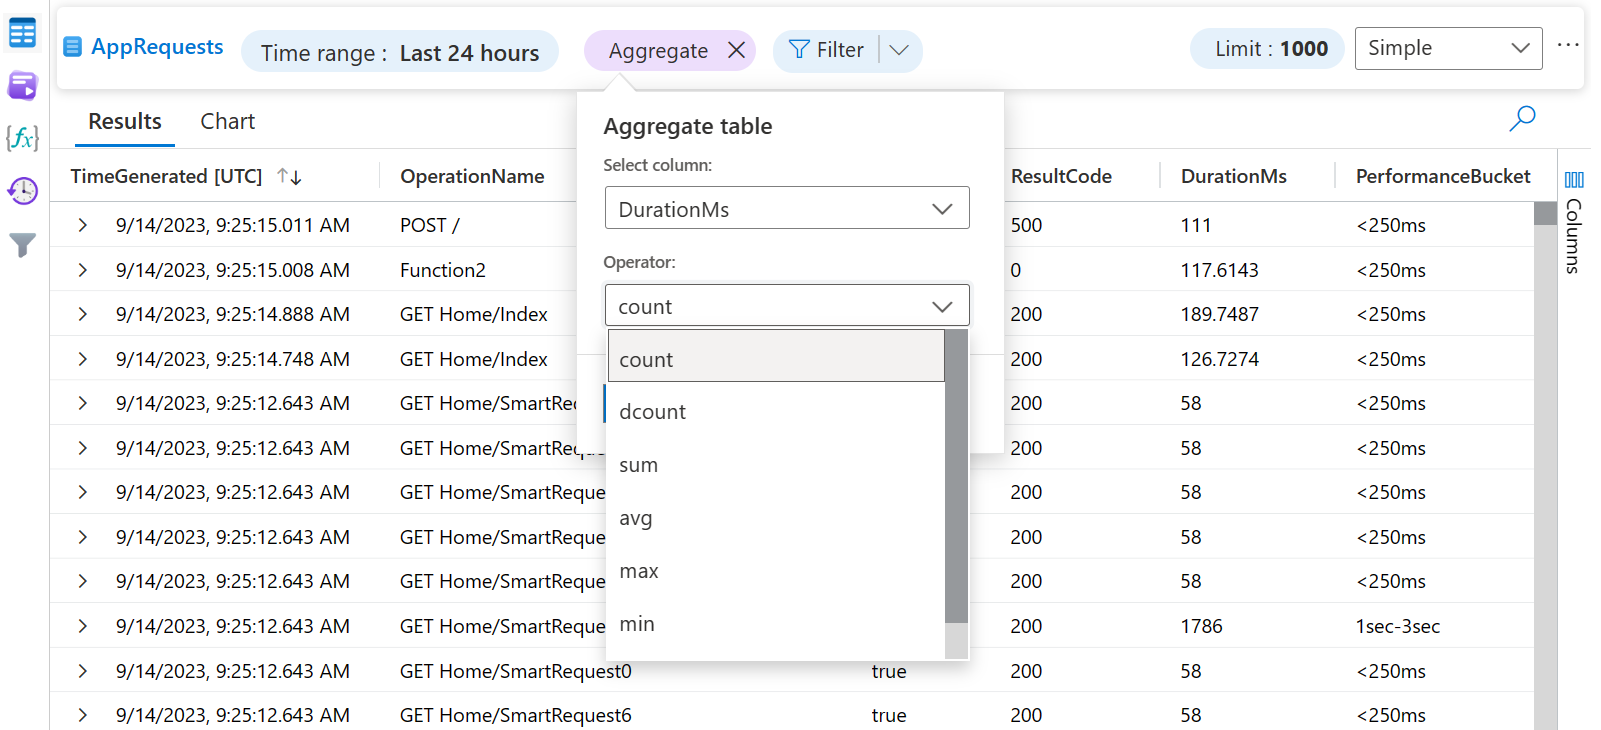 AppRequests Time range : Last 24 hours Aggregate Filter Limit : 1000 Simple
Results Chart
Aggregate table
Select column:
DurationMs
Operator:
count
count
dcount
sum
avg
max
min
TimeGenerated [UTC] OperationName ResultCode DurationMs PerformanceBucket
9/14/2023, 9:25:15.011 AM POST / 500 111 <250ms
9/14/2023, 9:25:15.008 AM Function2 0 117.6143 <250ms
9/14/2023, 9:25:14.888 AM GET Home/Index 200 189.7487 <250ms
9/14/2023, 9:25:14.748 AM GET Home/Index 200 126.7274 <250ms
9/14/2023, 9:25:12.643 AM GET Home/SmartReq 200 58 <250ms
9/14/2023, 9:25:12.643 AM GET Home/SmartReque 200 58 <250ms
9/14/2023, 9:25:12.643 AM GET Home/SmartReque 200 58 <250ms
9/14/2023, 9:25:12.643 AM GET Home/SmartReque 200 58 <250ms
9/14/2023, 9:25:12.643 AM GET Home/SmartReque 200 58 <250ms
9/14/2023, 9:25:12.643 AM GET Home/SmartReque 200 1786 1sec-3sec
9/14/2023, 9:25:12.643 AM GET Home/SmartRequest0 true 200 58 <250ms
9/14/2023, 9:25:12.643 AM GET Home/SmartRequest6 true 200 58 <250ms
Columns
{fx}